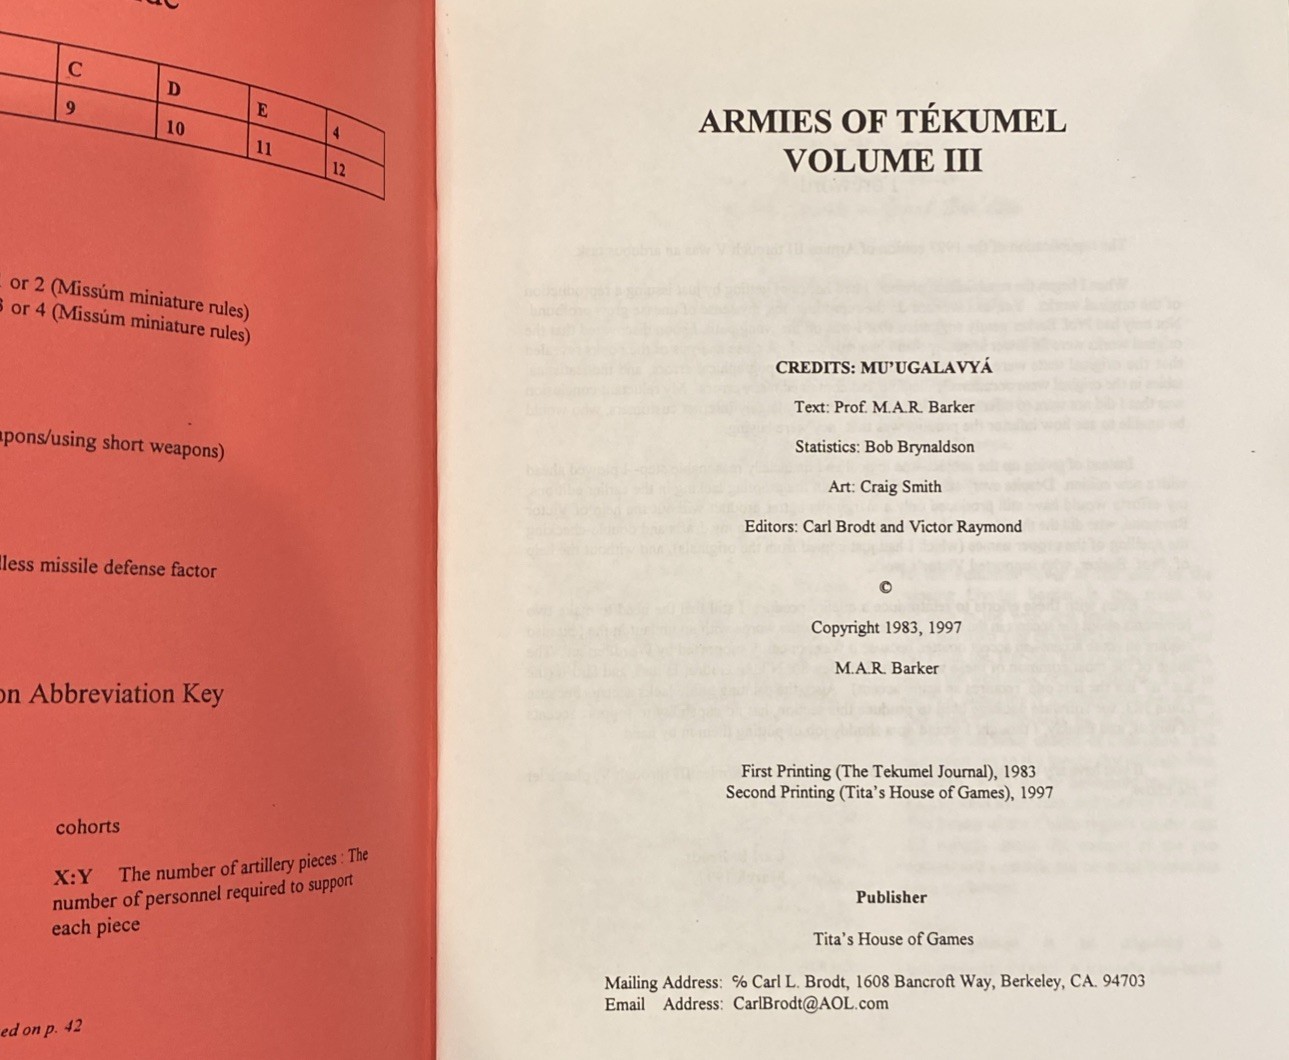 C D E 4
9 10 11 12
or 2 (Missúm miniature rules)
or 4 (Missúm miniature rules)
using short weapons)
missile defense factor
Abbreviation Key
cohorts
X:Y The number of artillery pieces : The
number of personnel required to support
each piece
on p. 42
ARMIES OF TÉKUMEL
VOLUME III
CREDITS: MU’UGALAVYÁ
Text: Prof. M.A.R. Barker
Statistics: Bob Brynaldson
Art: Craig Smith
Editors: Carl Brodt and Victor Raymond
©
Copyright 1983, 1997
M.A.R. Barker
First Printing (The Tekumel Journal), 1983
Second Printing (Tita’s House of Games), 1997
Publisher
Tita’s House of Games
Mailing Address: ℅ Carl L. Brodt, 1608 Bancroft Way, Berkeley, CA. 94703
Email Address: CarlBrodt@AOL.com